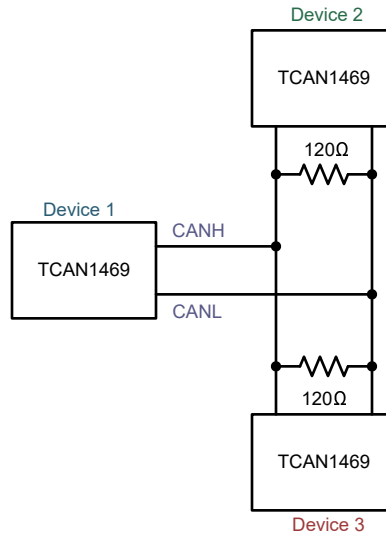 Device 2
TCAN1469
120Ω
Device 1
CANH
TCAN1469
CANL
120Ω
TCAN1469
Device 3